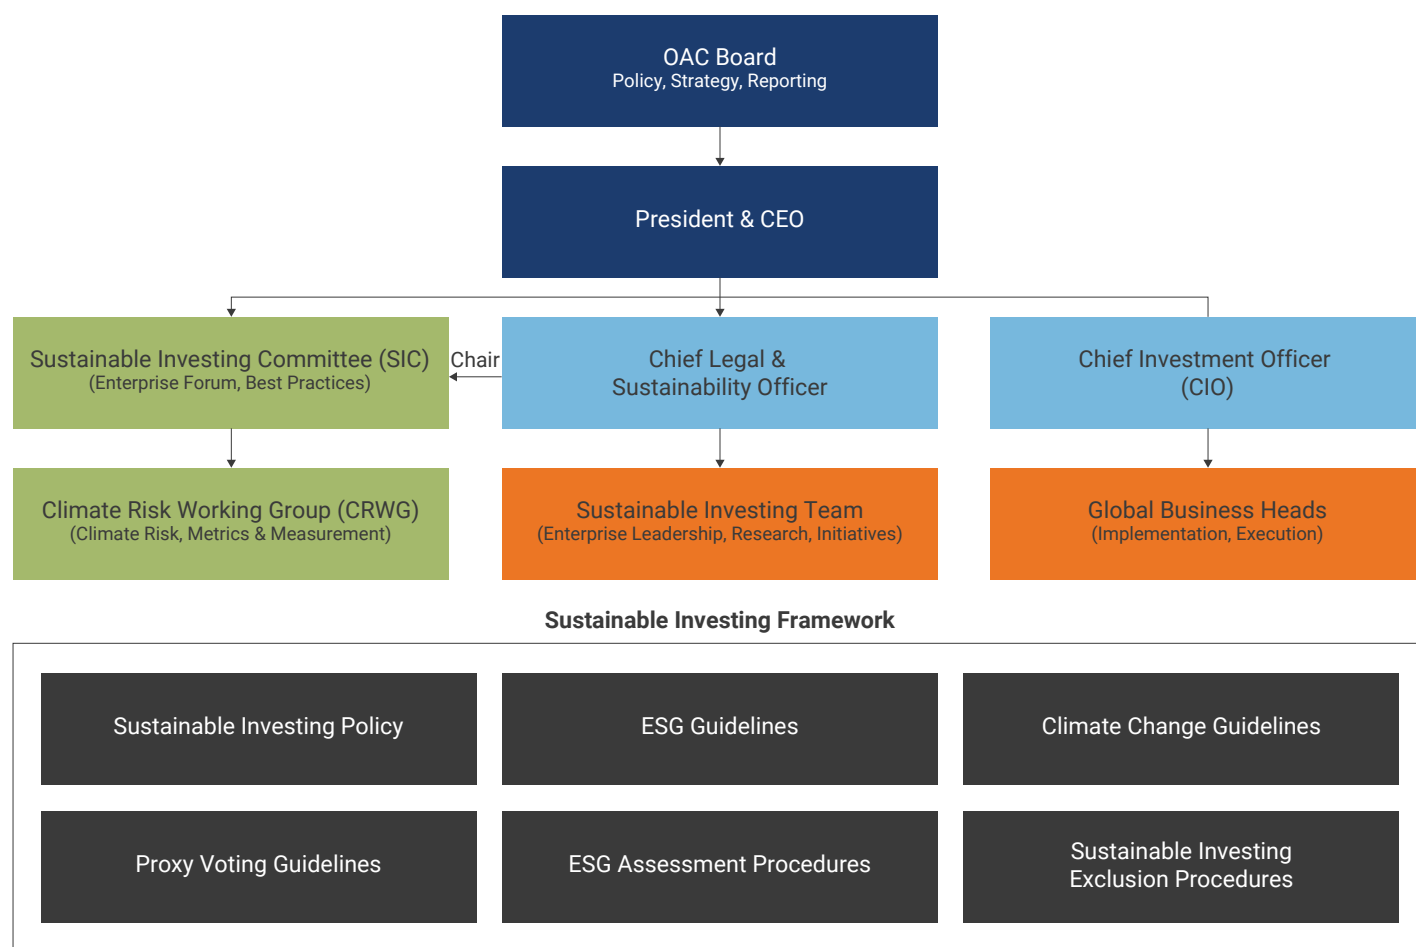 OAC Board
Policy, Strategy, Reporting
President & CEO
Sustainable Investing Committee (SIC)
(Enterprise Forum, Best Practices)
Chair
Chief Legal &
Sustainability Officer
Chief Investment Officer
(CIO)
Climate Risk Working Group (CRWG)
(Climate Risk, Metrics & Measurement)
Sustainable Investing Team
(Enterprise Leadership, Research, Initiatives)
Global Business Heads
(Implementation, Execution)
Sustainable Investing Framework
Sustainable Investing Policy
ESG Guidelines
Climate Change Guidelines
Proxy Voting Guidelines
ESG Assessment Procedures
Sustainable Investing
Exclusion Procedures